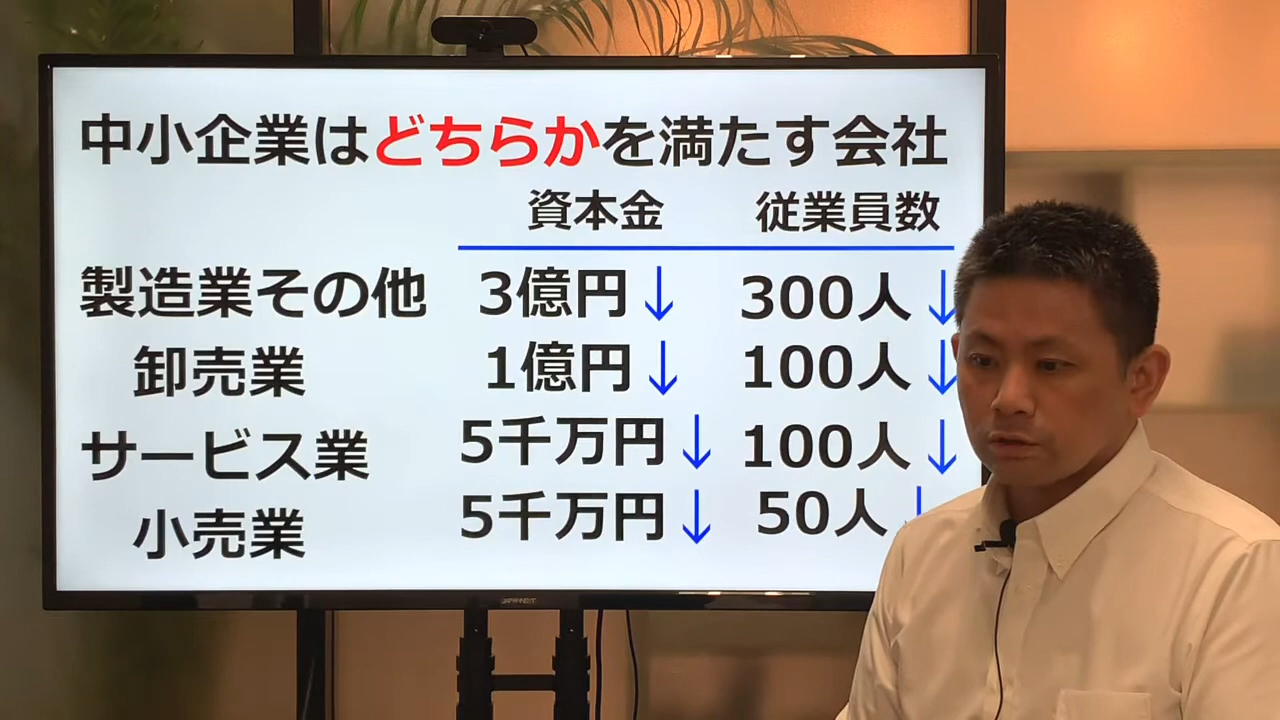 中小企業はどちらかを満たす会社
資本金 従業員数
製造業その他 3億円↓ 300人↓
卸売業 1億円↓ 100人↓
サービス業 5千万円↓ 100人↓
小売業 5千万円↓ 50人↓